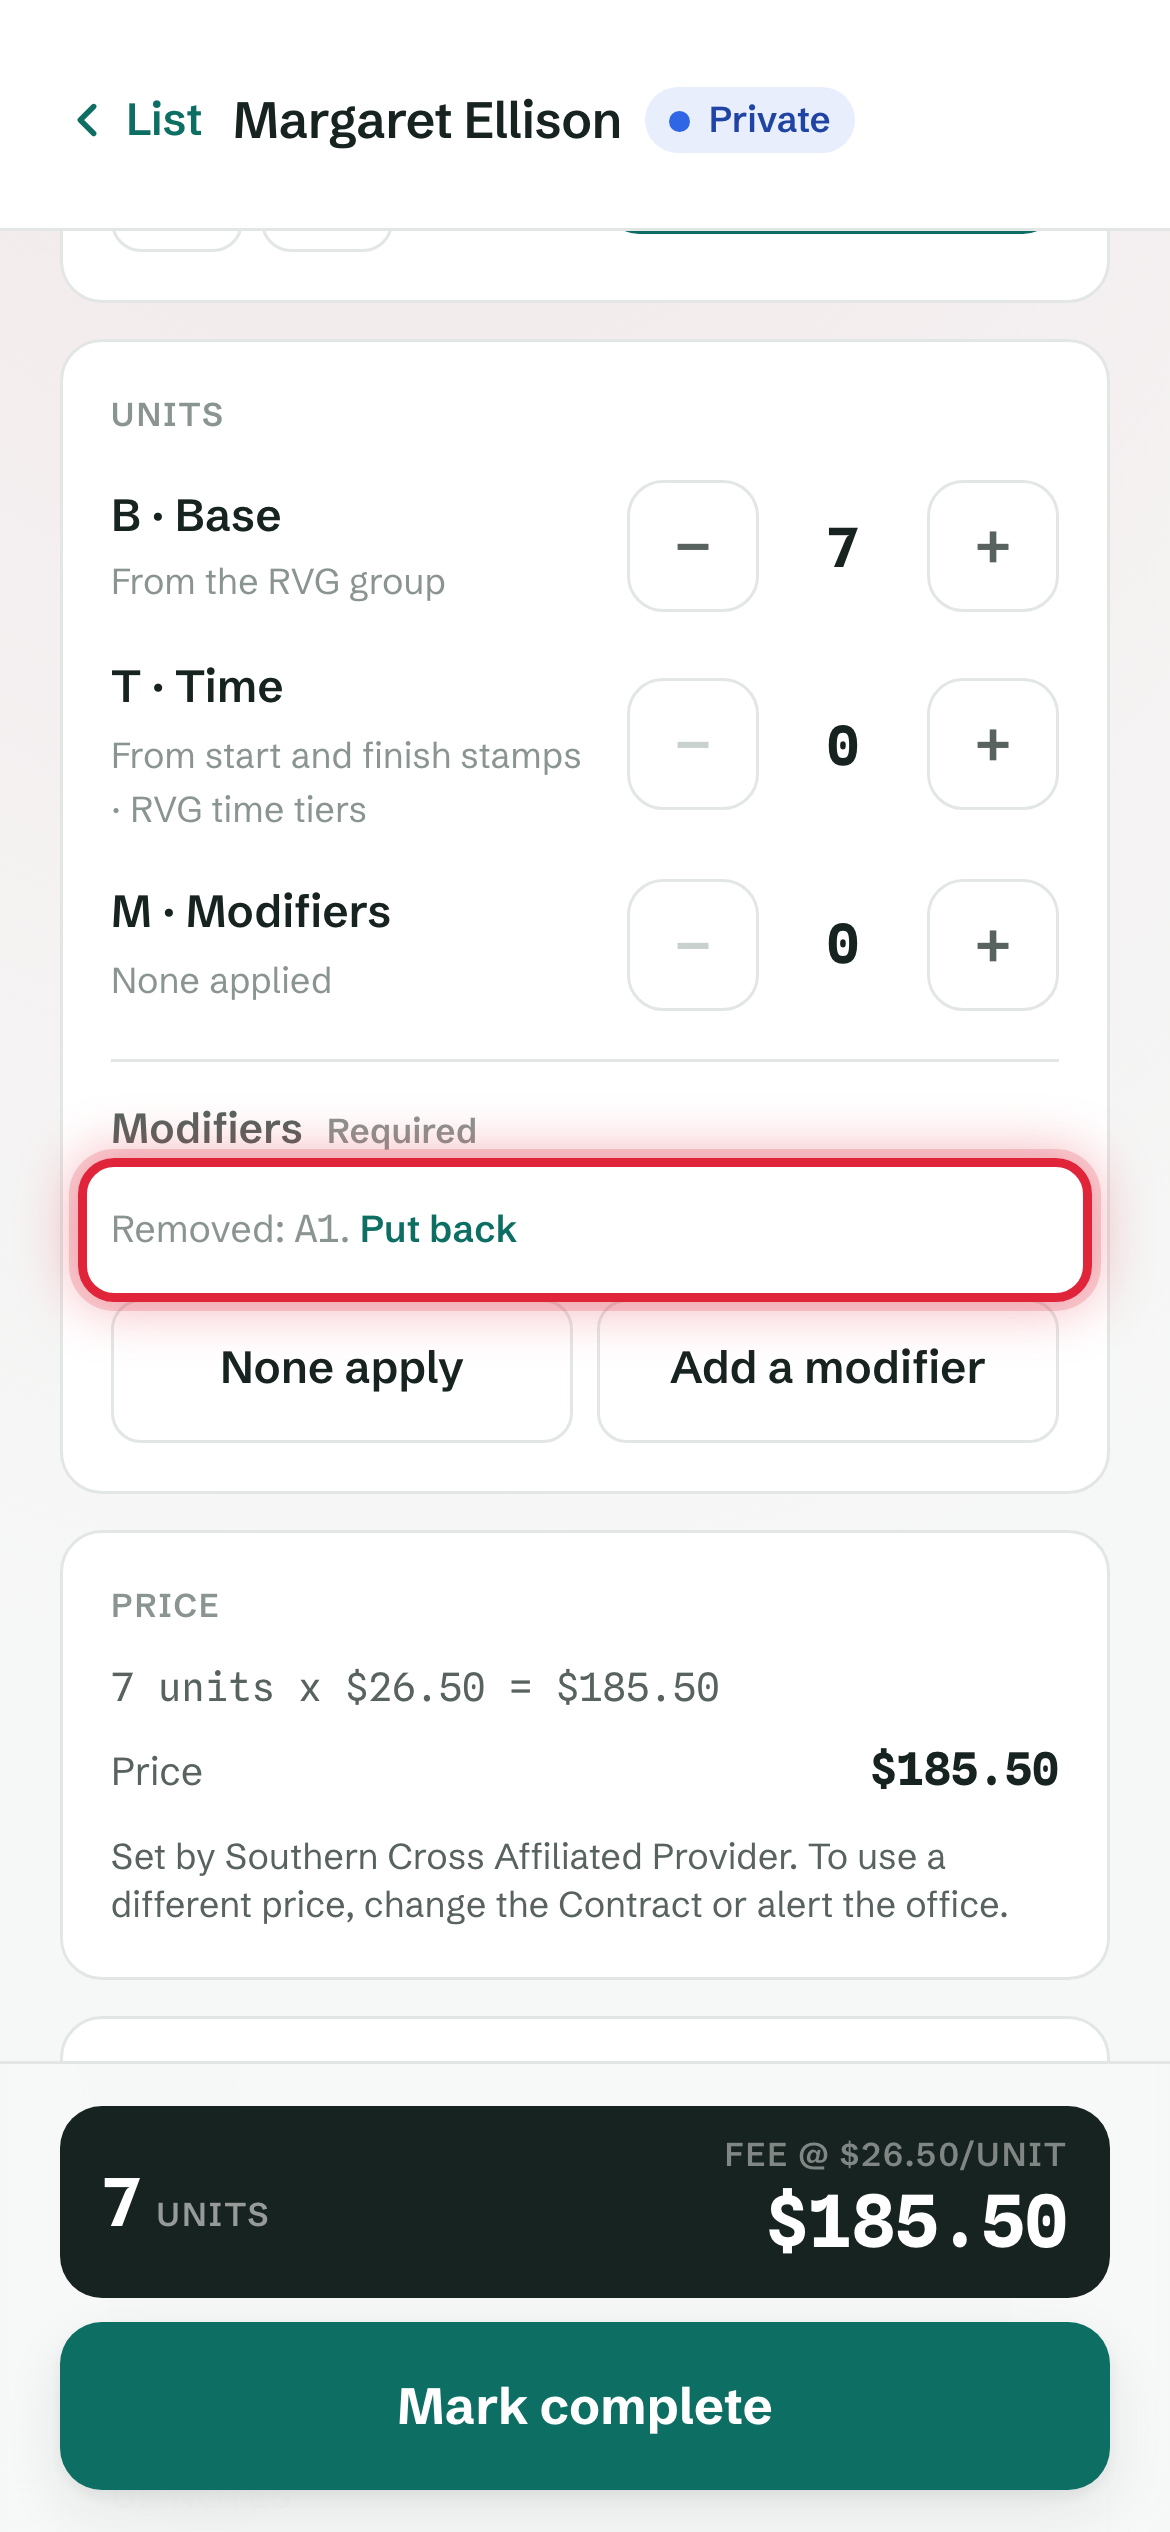 List Margaret Ellison Private
UNITS
B · Base
From the RVG group
− 7 +
T · Time
From start and finish stamps
· RVG time tiers
− 0 +
M · Modifiers
None applied
− 0 +
Modifiers Required
Removed: A1. Put back
None apply
Add a modifier
PRICE
7 units x $26.50 = $185.50
Price $185.50
Set by Southern Cross Affiliated Provider. To use a
different price, change the Contract or alert the office.
7 UNITS
FEE @ $26.50/UNIT
$185.50
Mark complete